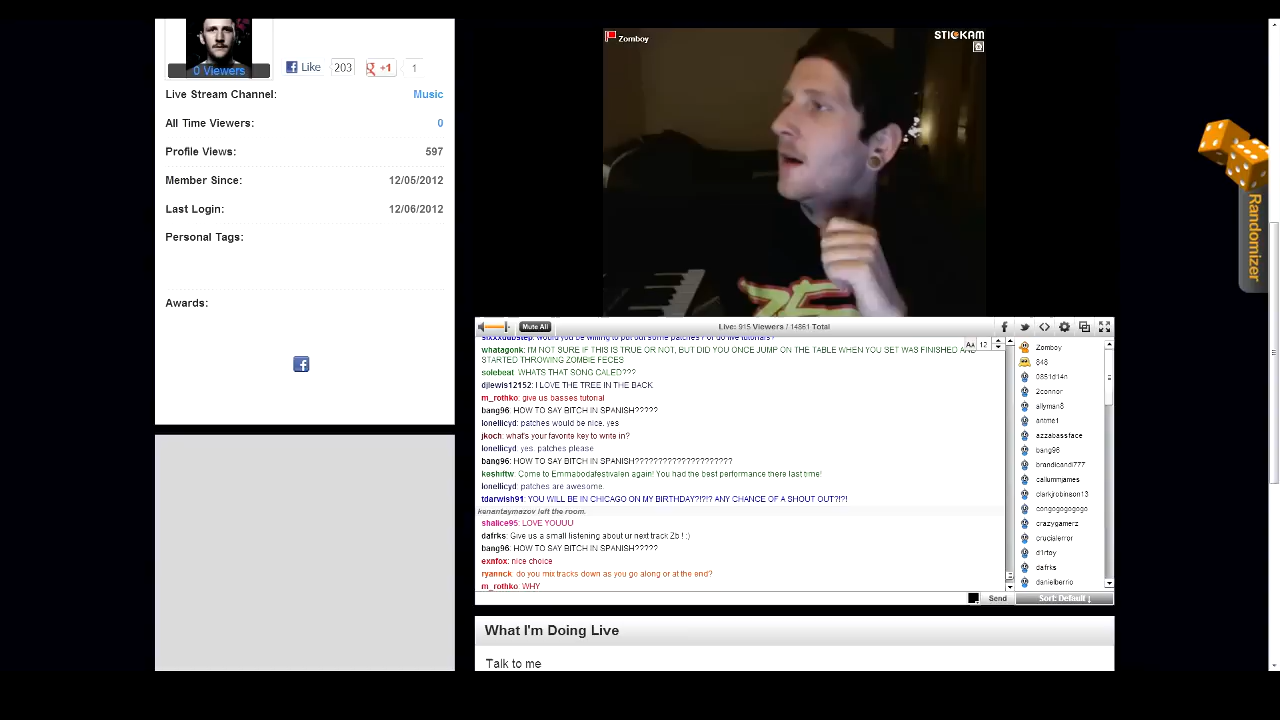 0 Viewers
Like 203 +1 1
Live Stream Channel: Music
All Time Viewers: 0
Profile Views: 597
Member Since: 12/05/2012
Last Login: 12/06/2012
Personal Tags:
Awards:
Zomboy
STICKAM
Randomizer
Mute All
Live: 915 Viewers / 14861 Total
AA 12
whatagonk: I'M NOT SURE IF THIS IS TRUE OR NOT, BUT DID YOU ONCE JUMP ON THE TABLE WHEN YOU SET WAS FINISHED AND
STARTED THROWING ZOMBIE FECES
solebeat: WHATS THAT SONG CALED???
djlewis12152: I LOVE THE TREE IN THE BACK
m_rothko: give us basses tutorial
bang96: HOW TO SAY BITCH IN SPANISH?????
lonellicyd: patches would be nice. yes
jkoch: what's your favorite key to write in?
lonellicyd: yes. patches please
bang96: HOW TO SAY BITCH IN SPANISH????????????????????
keshiftw: Come to Emmabodafestivalen again! You had the best performance there last time!
lonellicyd: patches are awesome.
tdarwish91: YOU WILL BE IN CHICAGO ON MY BIRTHDAY?!?!? ANY CHANCE OF A SHOUT OUT?!?!
kenantaymazov left the room.
shalice95: LOVE YOUUU
dafrks: Give us a small listening about ur next track Zb ! :)
bang96: HOW TO SAY BITCH IN SPANISH?????
exnfox: nice choice
ryannck: do you mix tracks down as you go along or at the end?
m_rothko: WHY
Send
Zomboy
848
0851d14n
2connor
allyman8
antme1
azzabassface
bang96
brandicandi777
callummjames
clarkjrobinson13
congogogogogo
crazygamerz
crucialerror
d1rtoy
dafrks
danielberrio
Sort: Default ↓
What I'm Doing Live
Talk to me